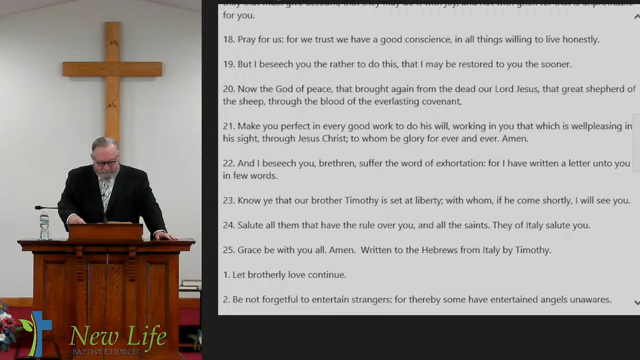 for you.
18. Pray for us: for we trust we have a good conscience, in all things willing to live honestly.
19. But I beseech you the rather to do this, that I may be restored to you the sooner.
20. Now the God of peace, that brought again from the dead our Lord Jesus, that great shepherd of
the sheep, through the blood of the everlasting covenant,
21. Make you perfect in every good work to do his will, working in you that which is wellpleasing in
his sight, through Jesus Christ; to whom be glory for ever and ever. Amen.
22. And I beseech you, brethren, suffer the word of exhortation: for I have written a letter unto you
in few words.
23. Know ye that our brother Timothy is set at liberty; with whom, if he come shortly, I will see you.
24. Salute all them that have the rule over you, and all the saints. They of Italy salute you.
25. Grace be with you all. Amen. Written to the Hebrews from Italy by Timothy.
1. Let brotherly love continue.
2. Be not forgetful to entertain strangers: for thereby some have entertained angels unawares.
New Life
BAPTIST CHURCH